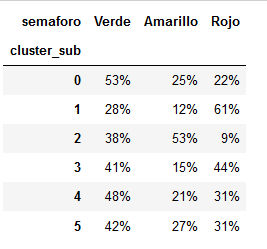 semaforo Verde Amarillo Rojo
cluster_sub
0 53% 25% 22%
1 28% 12% 61%
2 38% 53% 9%
3 41% 15% 44%
4 48% 21% 31%
5 42% 27% 31%